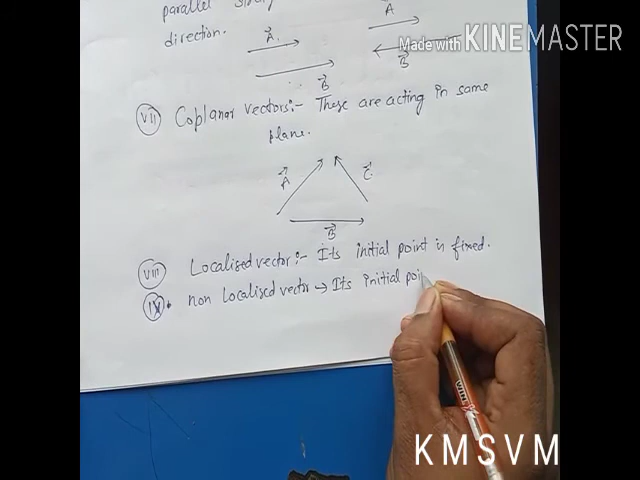 parallel
direction.
A
B
A
B
Made with KINEMASTER
VII Coplanar vectors:- These are acting in same
plane.
A
C
B
VIII Localised vector:- Its initial point is fixed.
IX. non Localised vector → Its initial poi
K M S V M